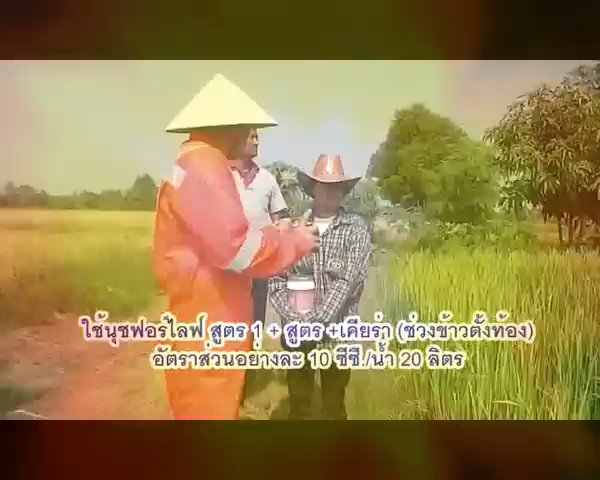 ใช้นุชฟอร์ไลฟ์ สูตร 1 + สูตร +เคียร่า (ช่วงข้าวตั้งท้อง)
อัตราส่วนอย่างละ 10 ซีซี./น้ำ 20 ลิตร